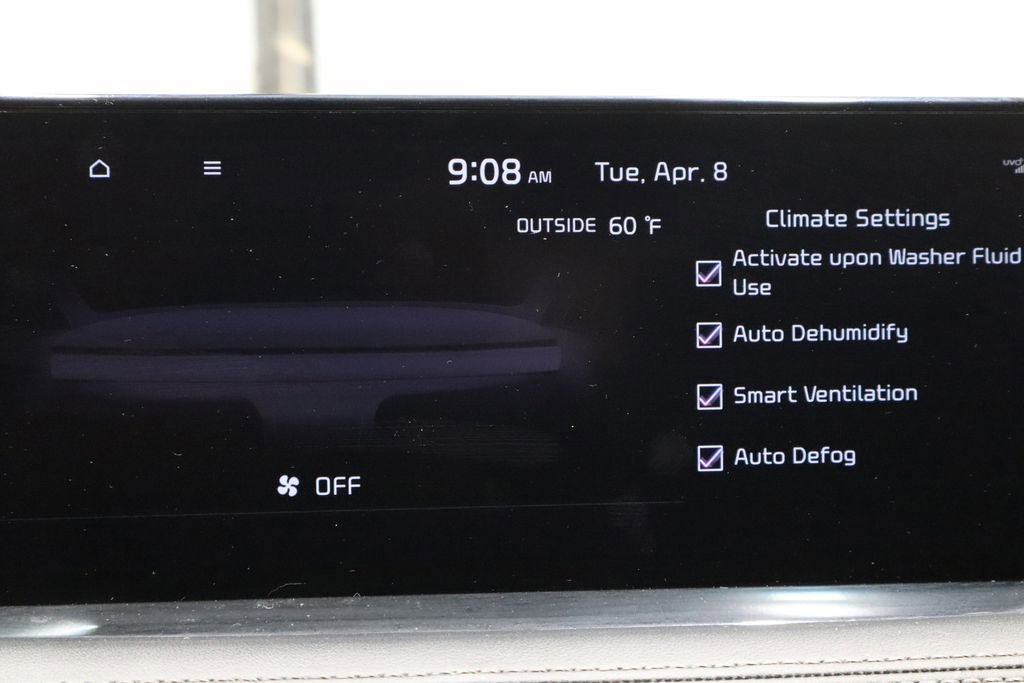 9:08 AM Tue, Apr. 8
uvo
OUTSIDE 60 °F
Climate Settings
Activate upon Washer Fluid
Use
Auto Dehumidify
Smart Ventilation
Auto Defog
OFF